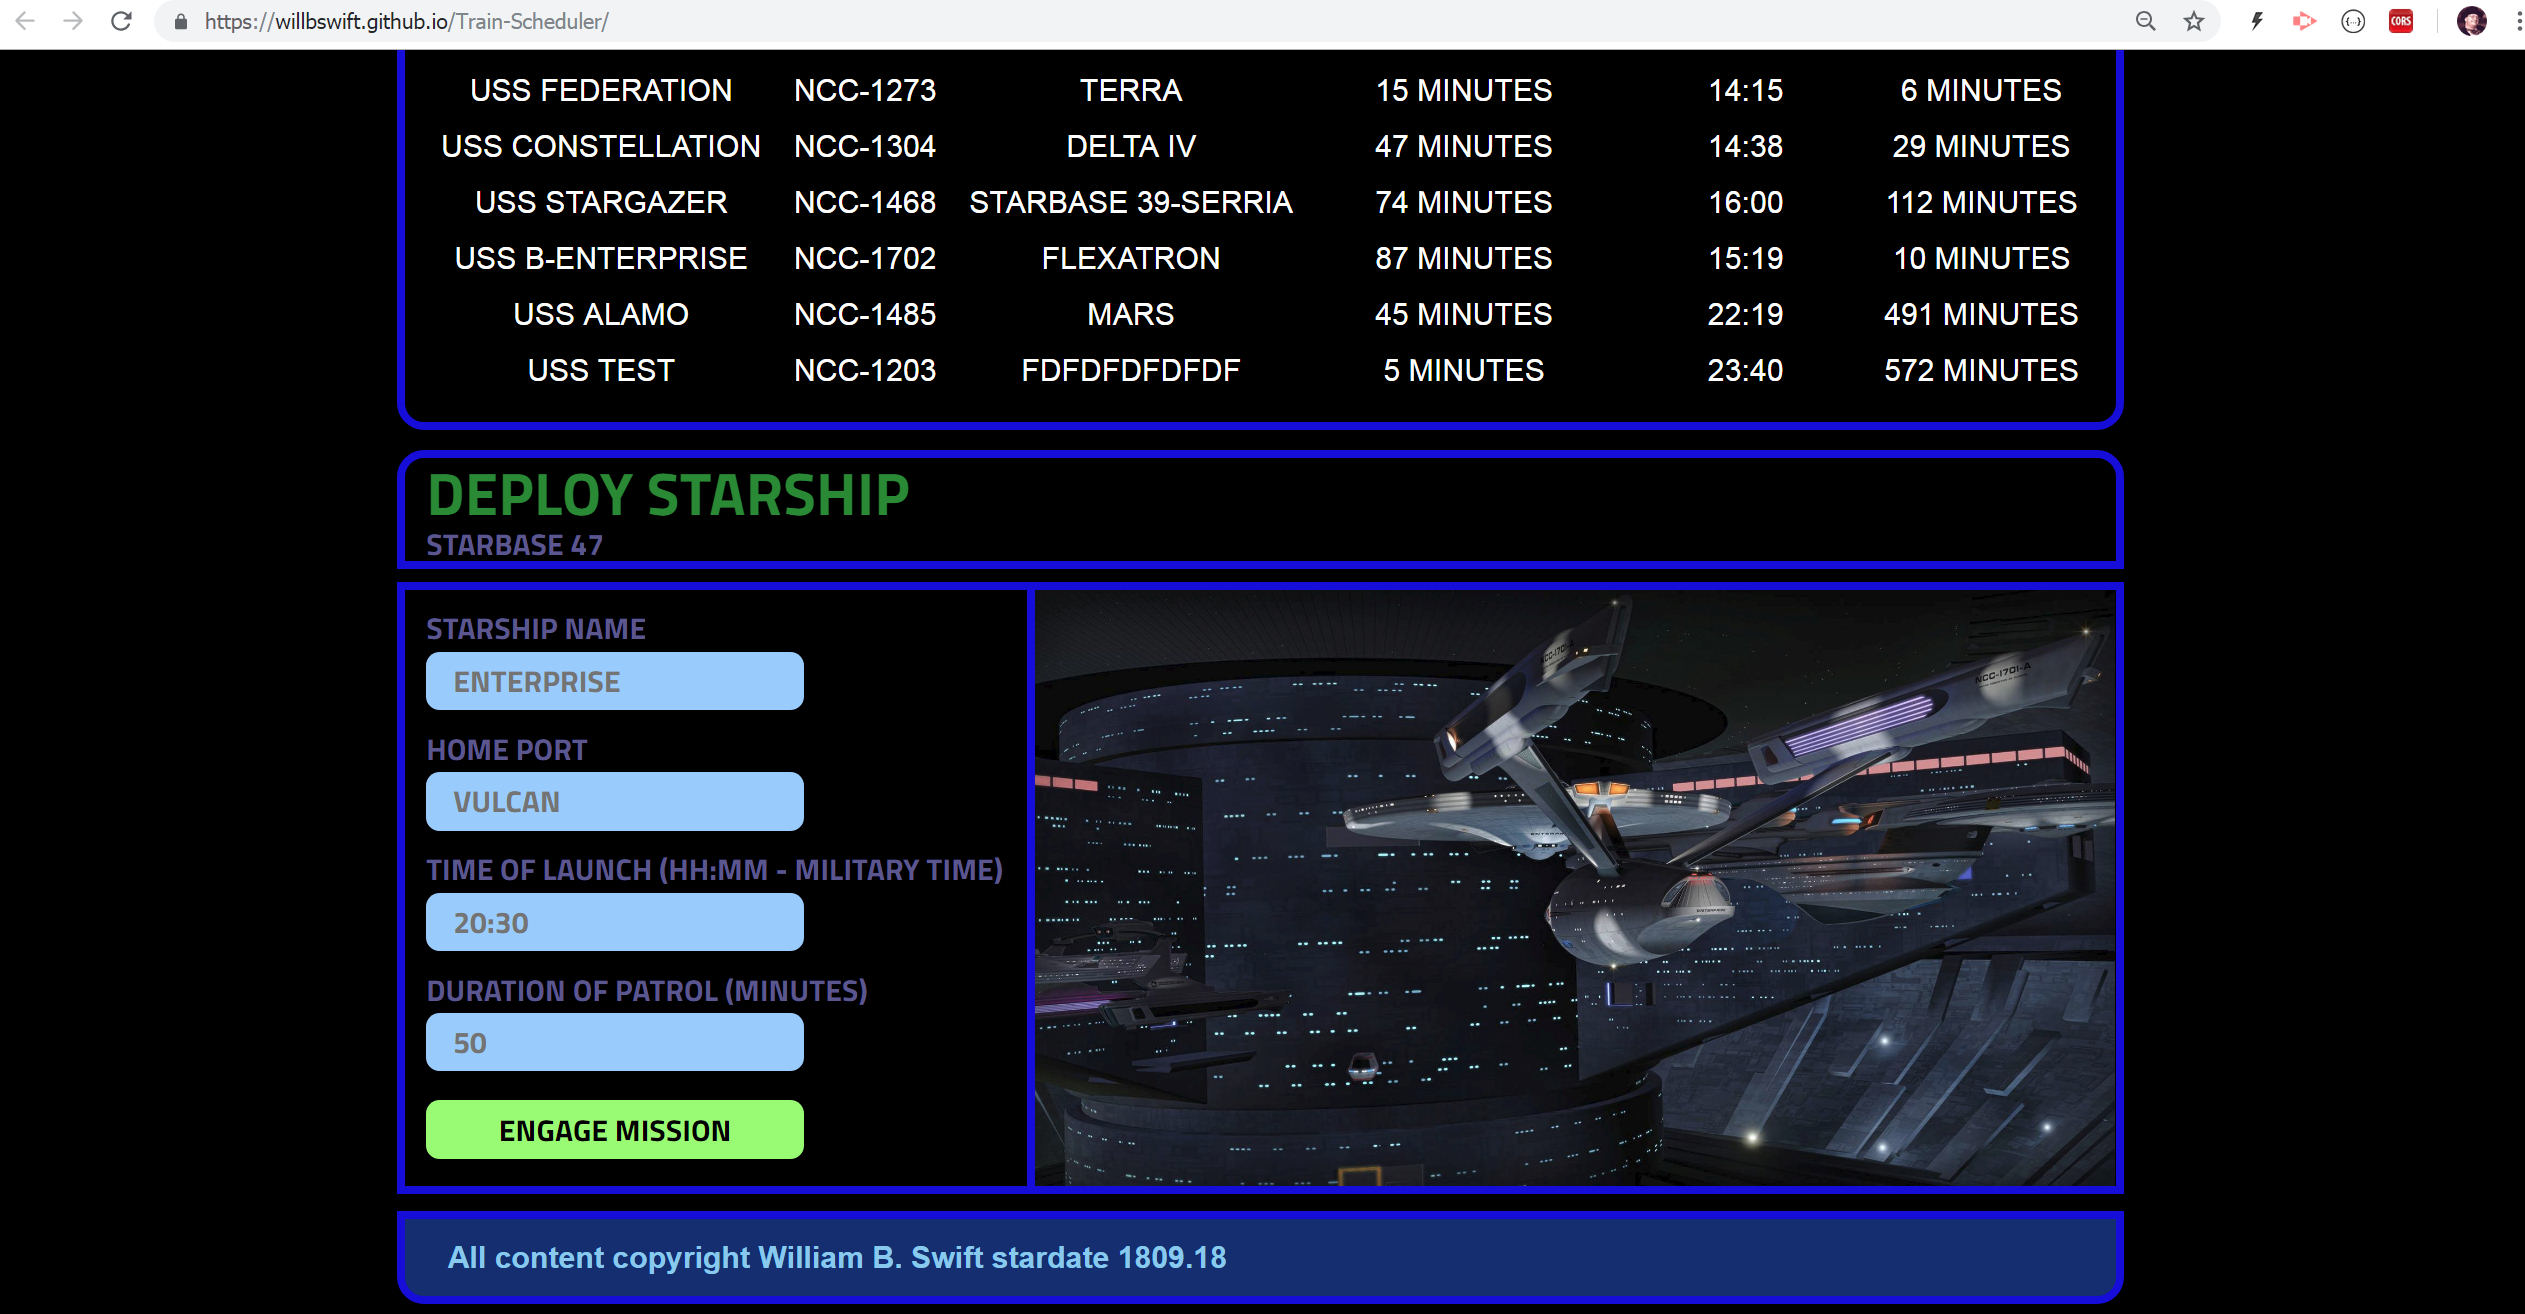 https://willbswift.github.io/Train-Scheduler/
CORS
USS FEDERATION NCC-1273 TERRA 15 MINUTES 14:15 6 MINUTES
USS CONSTELLATION NCC-1304 DELTA IV 47 MINUTES 14:38 29 MINUTES
USS STARGAZER NCC-1468 STARBASE 39-SERRIA 74 MINUTES 16:00 112 MINUTES
USS B-ENTERPRISE NCC-1702 FLEXATRON 87 MINUTES 15:19 10 MINUTES
USS ALAMO NCC-1485 MARS 45 MINUTES 22:19 491 MINUTES
USS TEST NCC-1203 FDFDFDFDFDF 5 MINUTES 23:40 572 MINUTES
DEPLOY STARSHIP
STARBASE 47
STARSHIP NAME
ENTERPRISE
HOME PORT
VULCAN
TIME OF LAUNCH (HH:MM - MILITARY TIME)
20:30
DURATION OF PATROL (MINUTES)
50
ENGAGE MISSION
NCC-1701-A
NCC-1701-A
All content copyright William B. Swift stardate 1809.18